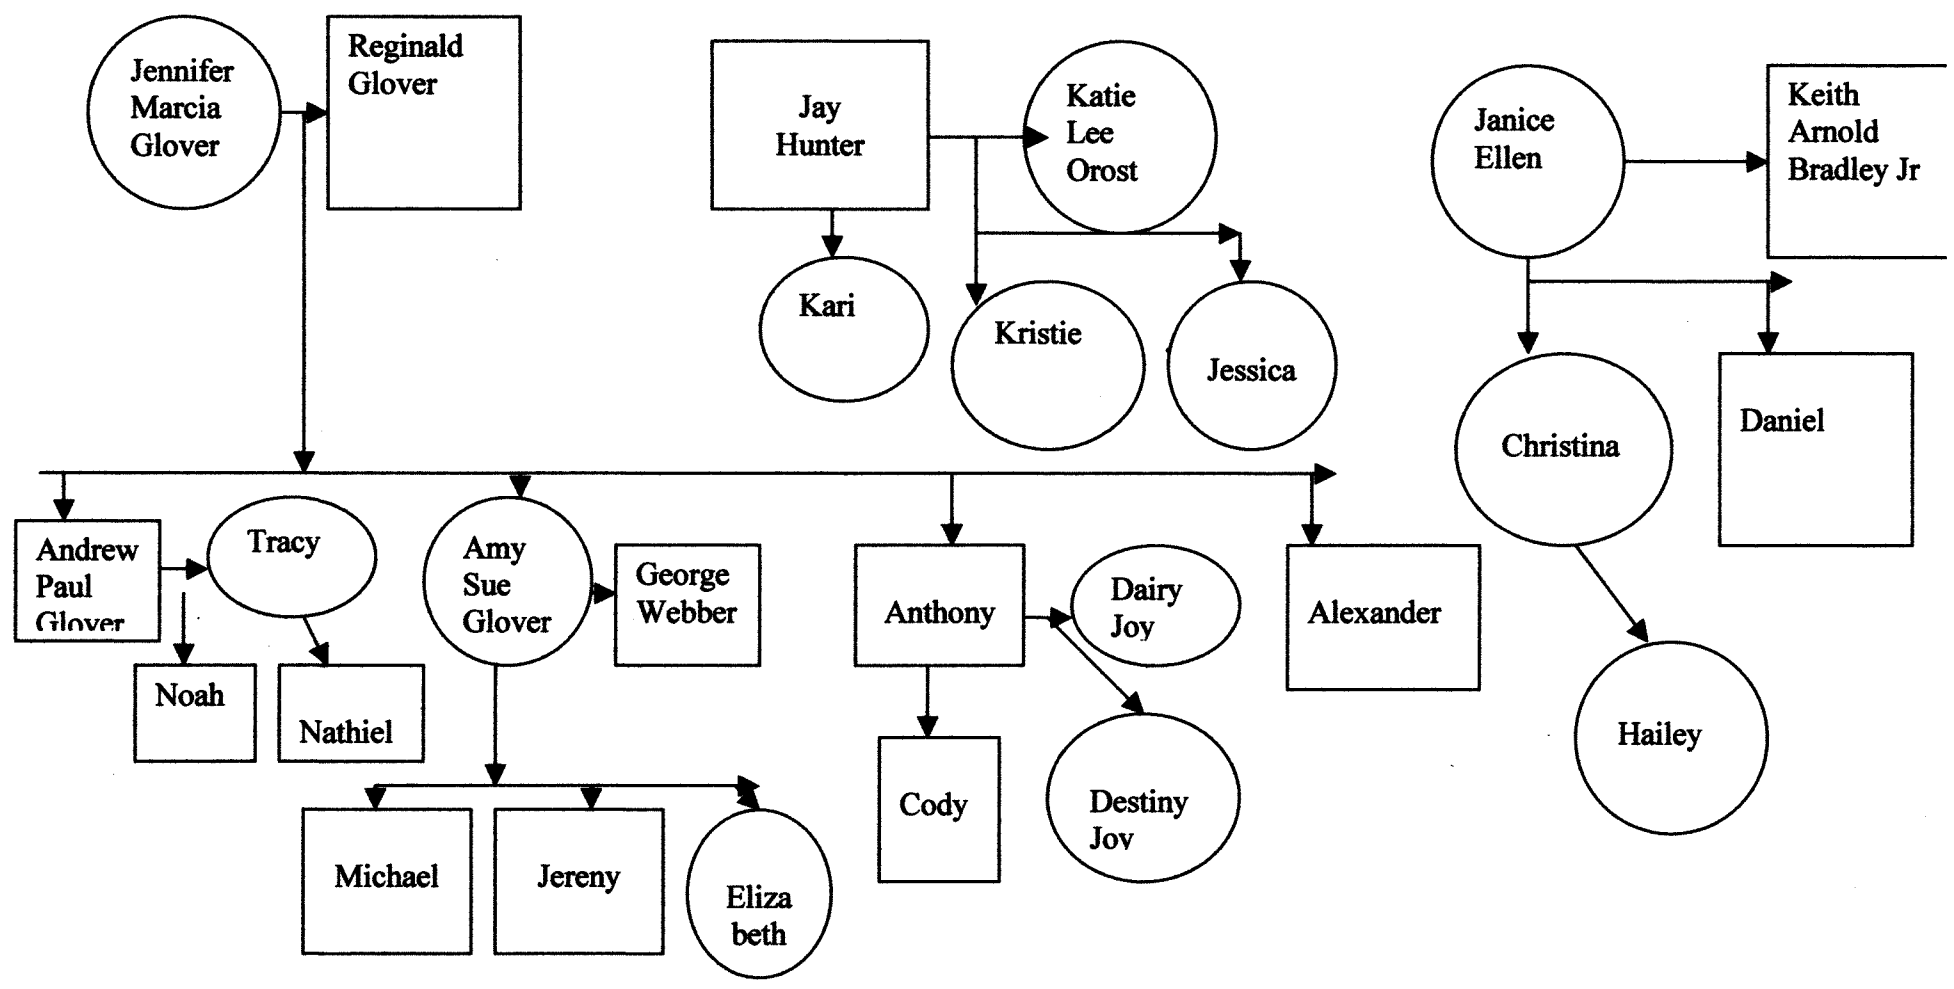 Jennifer
Marcia
Glover
Reginald
Glover
Jay
Hunter
Katie
Lee
Orost
Janice
Ellen
Keith
Arnold
Bradley Jr
Kari
Kristie
Jessica
Christina
Daniel
Andrew
Paul
Glover
Tracy
Amy
Sue
Glover
George
Webber
Anthony
Dairy
Joy
Alexander
Noah
Nathiel
Hailey
Cody
Destiny
Joy
Michael
Jereny
Eliza
beth